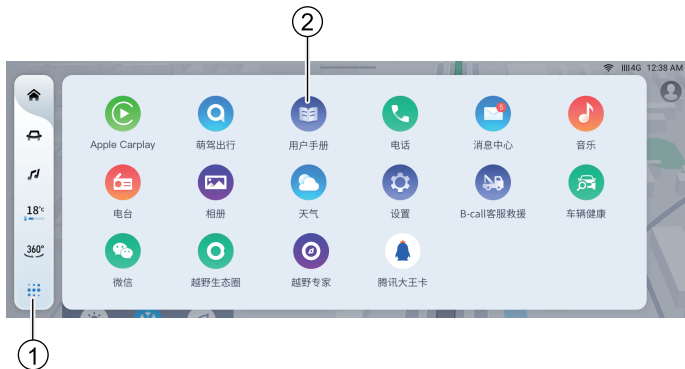 ②
4G 12:38 AM
5
Apple Carplay 萌驾出行 用户手册 电话 消息中心 音乐
18°c
电台 相册 天气 设置 B-call客服救援 车辆健康
360°
微信 越野生态圈 越野专家 腾讯大王卡
①